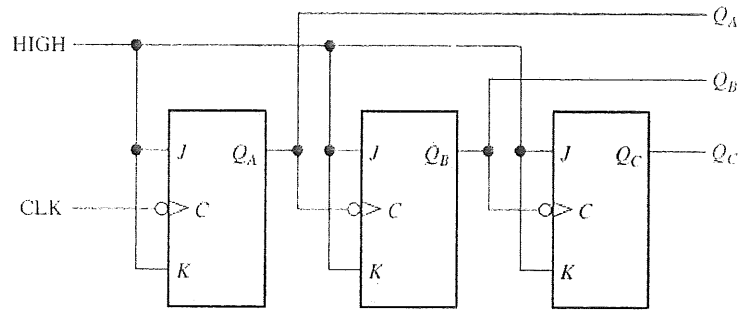 Q_A
HIGH
Q_B
J Q_A J Q_B J Q_C Q_C
CLK C C C
K K K